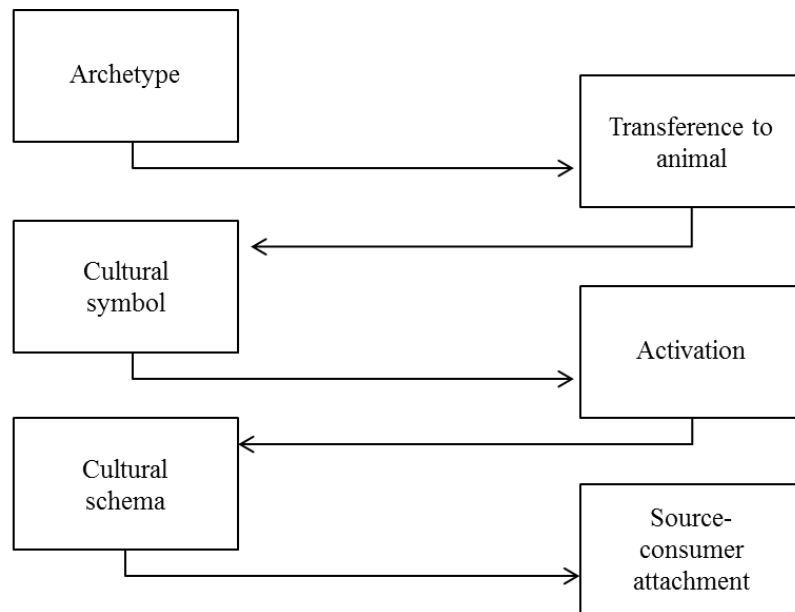 Archetype
Transference to
animal
Cultural
symbol
Activation
Cultural
schema
Source-
consumer
attachment